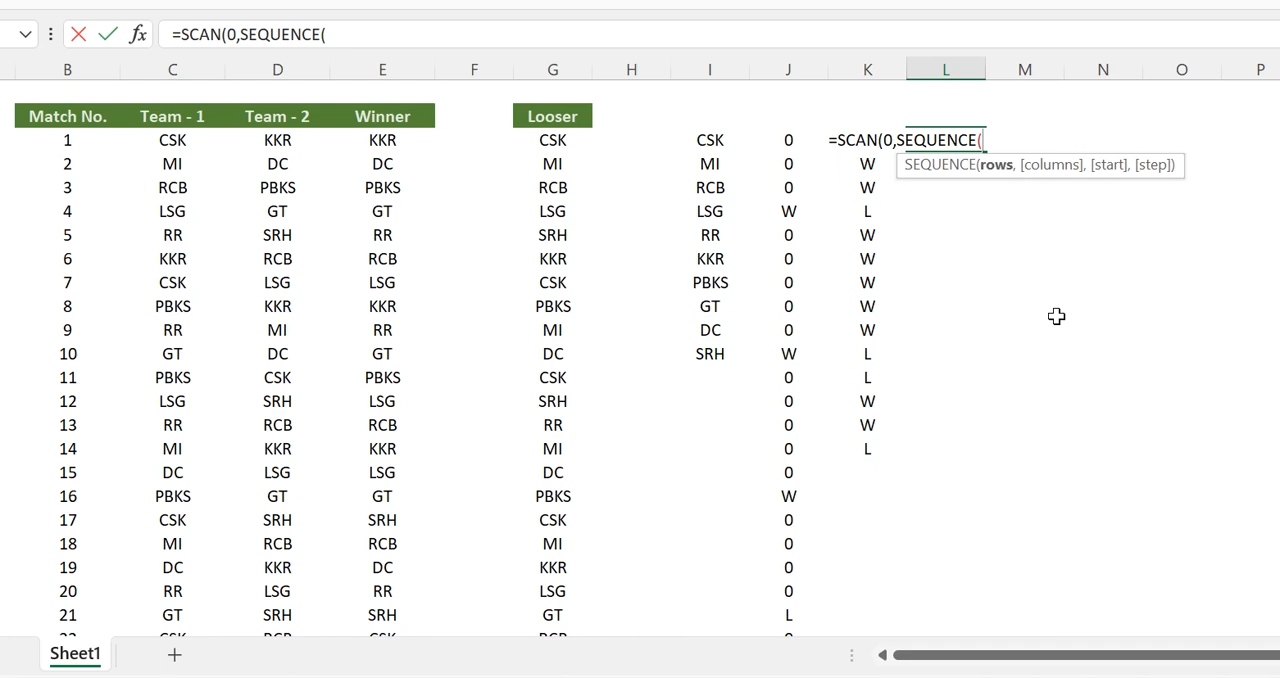 fx =SCAN(0,SEQUENCE(
B C D E F G H I J K L M N O P
Match No. Team - 1 Team - 2 Winner Looser
1 CSK KKR KKR CSK CSK 0 =SCAN(0,SEQUENCE(
2 MI DC DC MI MI 0 W SEQUENCE(rows, [columns], [start], [step])
3 RCB PBKS PBKS RCB RCB 0 W
4 LSG GT GT LSG LSG W L
5 RR SRH RR SRH RR 0 W
6 KKR RCB RCB KKR KKR 0 W
7 CSK LSG LSG CSK PBKS 0 W
8 PBKS KKR KKR PBKS GT 0 W
9 RR MI RR MI DC 0 W
10 GT DC GT DC SRH W L
11 PBKS CSK PBKS CSK 0 L
12 LSG SRH LSG SRH 0 W
13 RR RCB RCB RR 0 W
14 MI KKR KKR MI 0 L
15 DC LSG LSG DC 0
16 PBKS GT GT PBKS W
17 CSK SRH SRH CSK 0
18 MI RCB RCB MI 0
19 DC KKR DC KKR 0
20 RR LSG RR LSG 0
21 GT SRH SRH GT L
Sheet1